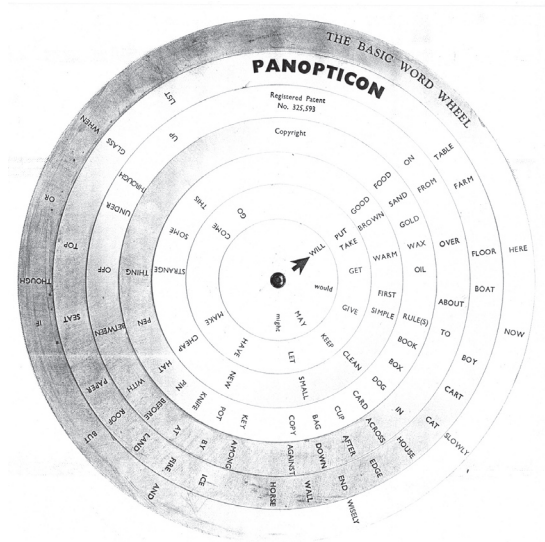 THE BASIC WORD WHEEL
PANOPTICON
Registered Patent
No. 325,593
Copyright
WILL
would
MAY
might
PUT
TAKE
GET
GIVE
KEEP
LET
HAVE
MAKE
COME
GO
GOOD
BROWN
WARM
FIRST
SIMPLE
CLEAN
SMALL
NEW
CHEAP
STRANGE
SOME
THIS
FOOD
SAND
GOLD
WAX
OIL
RULE(S)
BOOK
BOX
DOG
CARD
CUP
BAG
COPY
KEY
POT
KNIFE
PIN
HAT
PEN
THING
ON
FROM
OVER
ABOUT
TO
IN
ACROSS
AFTER
DOWN
AGAINST
AMONG
BY
AT
BEFORE
WITH
BETWEEN
OFF
UNDER
THROUGH
UP
TABLE
FARM
FLOOR
BOAT
BOY
CART
CAT
HOUSE
EDGE
END
WALL
HORSE
ICE
FIRE
LAND
ROOF
PAPER
SEAT
TOP
GLASS
LIST
HERE
NOW
SLOWLY
WISELY
AND
BUT
IF
THOUGH
OR
WHEN